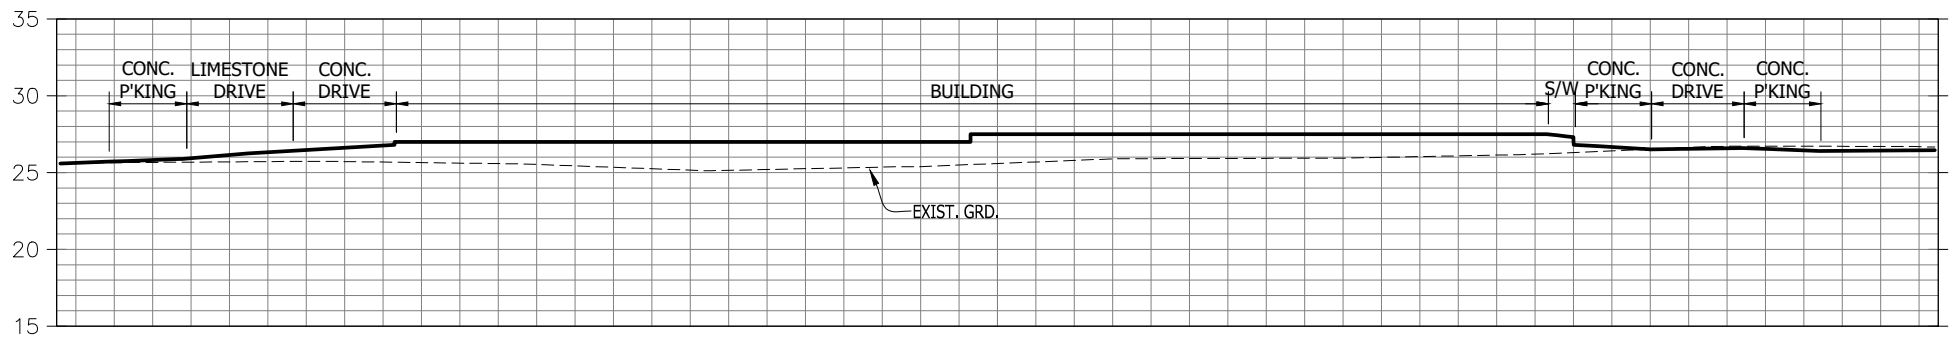 35
30
25
20
15
CONC.
P'KING
LIMESTONE
DRIVE
CONC.
DRIVE
BUILDING
S/W
CONC.
P'KING
CONC.
DRIVE
CONC.
P'KING
EXIST. GRD.